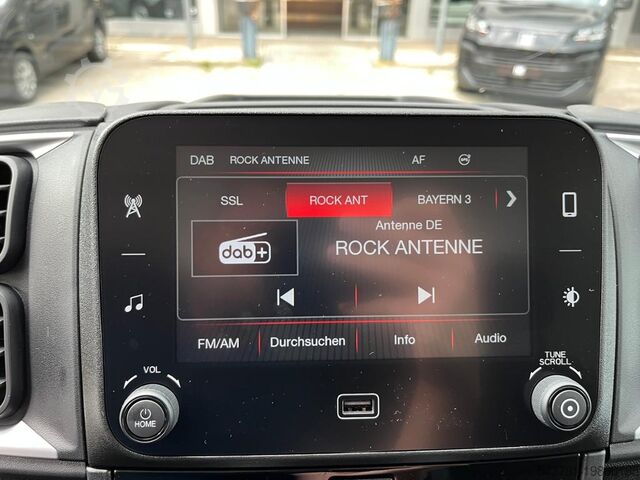 DAB ROCK ANTENNE AF
SSL ROCK ANT BAYERN 3
Antenne DE
dab+
ROCK ANTENNE
FM/AM Durchsuchen Info Audio
VOL
HOME
TUNE
SCROLL